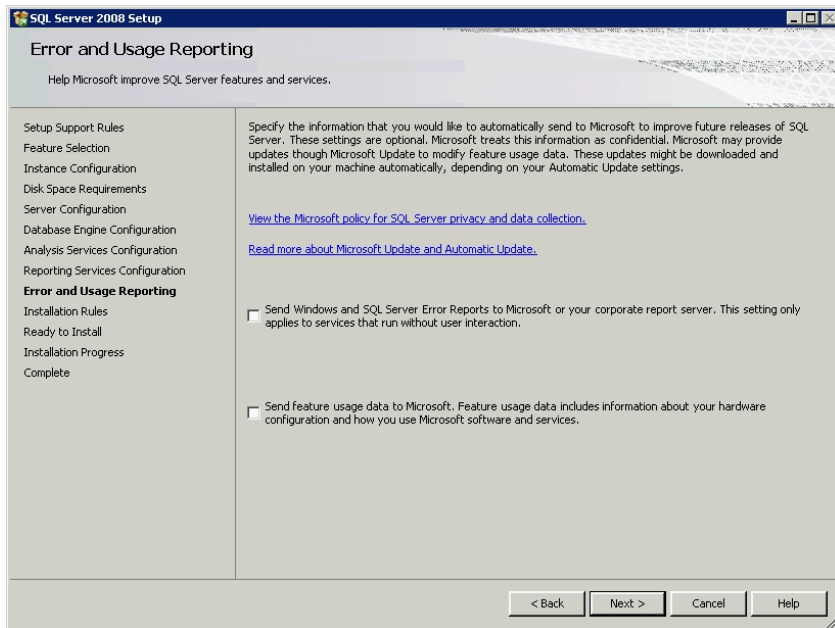 SQL Server 2008 Setup
Error and Usage Reporting
Help Microsoft improve SQL Server features and services.
Setup Support Rules
Feature Selection
Instance Configuration
Disk Space Requirements
Server Configuration
Database Engine Configuration
Analysis Services Configuration
Reporting Services Configuration
Error and Usage Reporting
Installation Rules
Ready to Install
Installation Progress
Complete
Specify the information that you would like to automatically send to Microsoft to improve future releases of SQL
Server. These settings are optional. Microsoft treats this information as confidential. Microsoft may provide
updates though Microsoft Update to modify feature usage data. These updates might be downloaded and
installed on your machine automatically, depending on your Automatic Update settings.
View the Microsoft policy for SQL Server privacy and data collection.
Read more about Microsoft Update and Automatic Update.
Send Windows and SQL Server Error Reports to Microsoft or your corporate report server. This setting only
applies to services that run without user interaction.
Send feature usage data to Microsoft. Feature usage data includes information about your hardware
configuration and how you use Microsoft software and services.
< Back
Next >
Cancel
Help